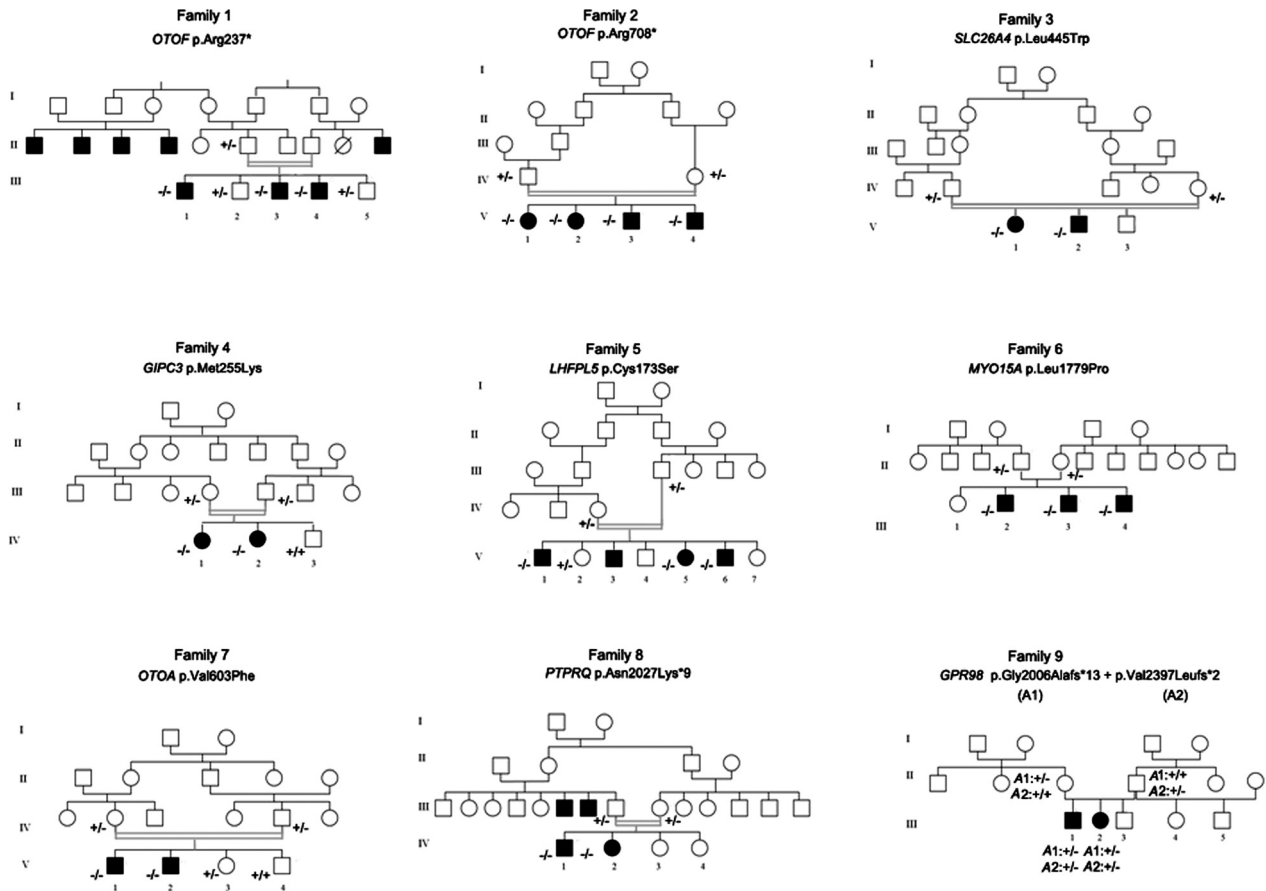 Family 1
OTOF p.Arg237*
I
II
+/-
III
-/- +/- -/- -/- +/-
1 2 3 4 5
Family 2
OTOF p.Arg708*
I
II
III
+/- IV +/-
V -/- -/- -/- -/-
1 2 3 4
Family 3
SLC26A4 p.Leu445Trp
I
II
III
IV
+/- +/-
V -/- -/-
1 2 3
Family 4
GIPC3 p.Met255Lys
I
II
III +/- +/-
IV
-/- -/- +/+
1 2 3
Family 5
LHFPL5 p.Cys173Ser
I
II
III
+/-
IV
+/-
V -/- +/- -/- -/-
1 2 3 4 5 6 7
Family 6
MYO15A p.Leu1779Pro
I
II +/- +/-
-/- -/- -/-
1 2 3 4
III
Family 7
OTOA p.Val603Phe
I
II
IV +/- +/-
V
-/- -/- +/- +/+
1 2 3 4
Family 8
PTPRQ p.Asn2027Lys*9
I
II
III
+/- +/-
IV -/- -/-
1 2 3 4
Family 9
GPR98 p.Gly2006Alafs*13 + p.Val2397Leufs*2
(A1) (A2)
I
II A1:+/- A1:+/+
A2:+/+ A2:+/-
III
1 2 3 4 5
A1:+/- A1:+/-
A2:+/- A2:+/-